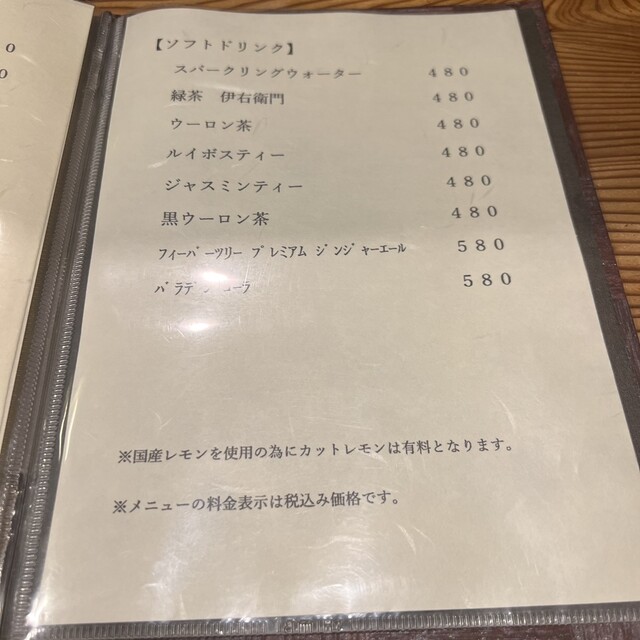 【ソフトドリンク】
スパークリングウォーター 480
緑茶 伊右衛門 480
ウーロン茶 480
ルイボスティー 480
ジャスミンティー 480
黒ウーロン茶 480
ﾌｨｰﾊﾞｰﾂﾘｰ ﾌﾟﾚﾐｱﾑ ｼﾞﾝｼﾞｬｰｴｰﾙ 580
580
※国産レモンを使用の為にカットレモンは有料となります。
※メニューの料金表示は税込み価格です。